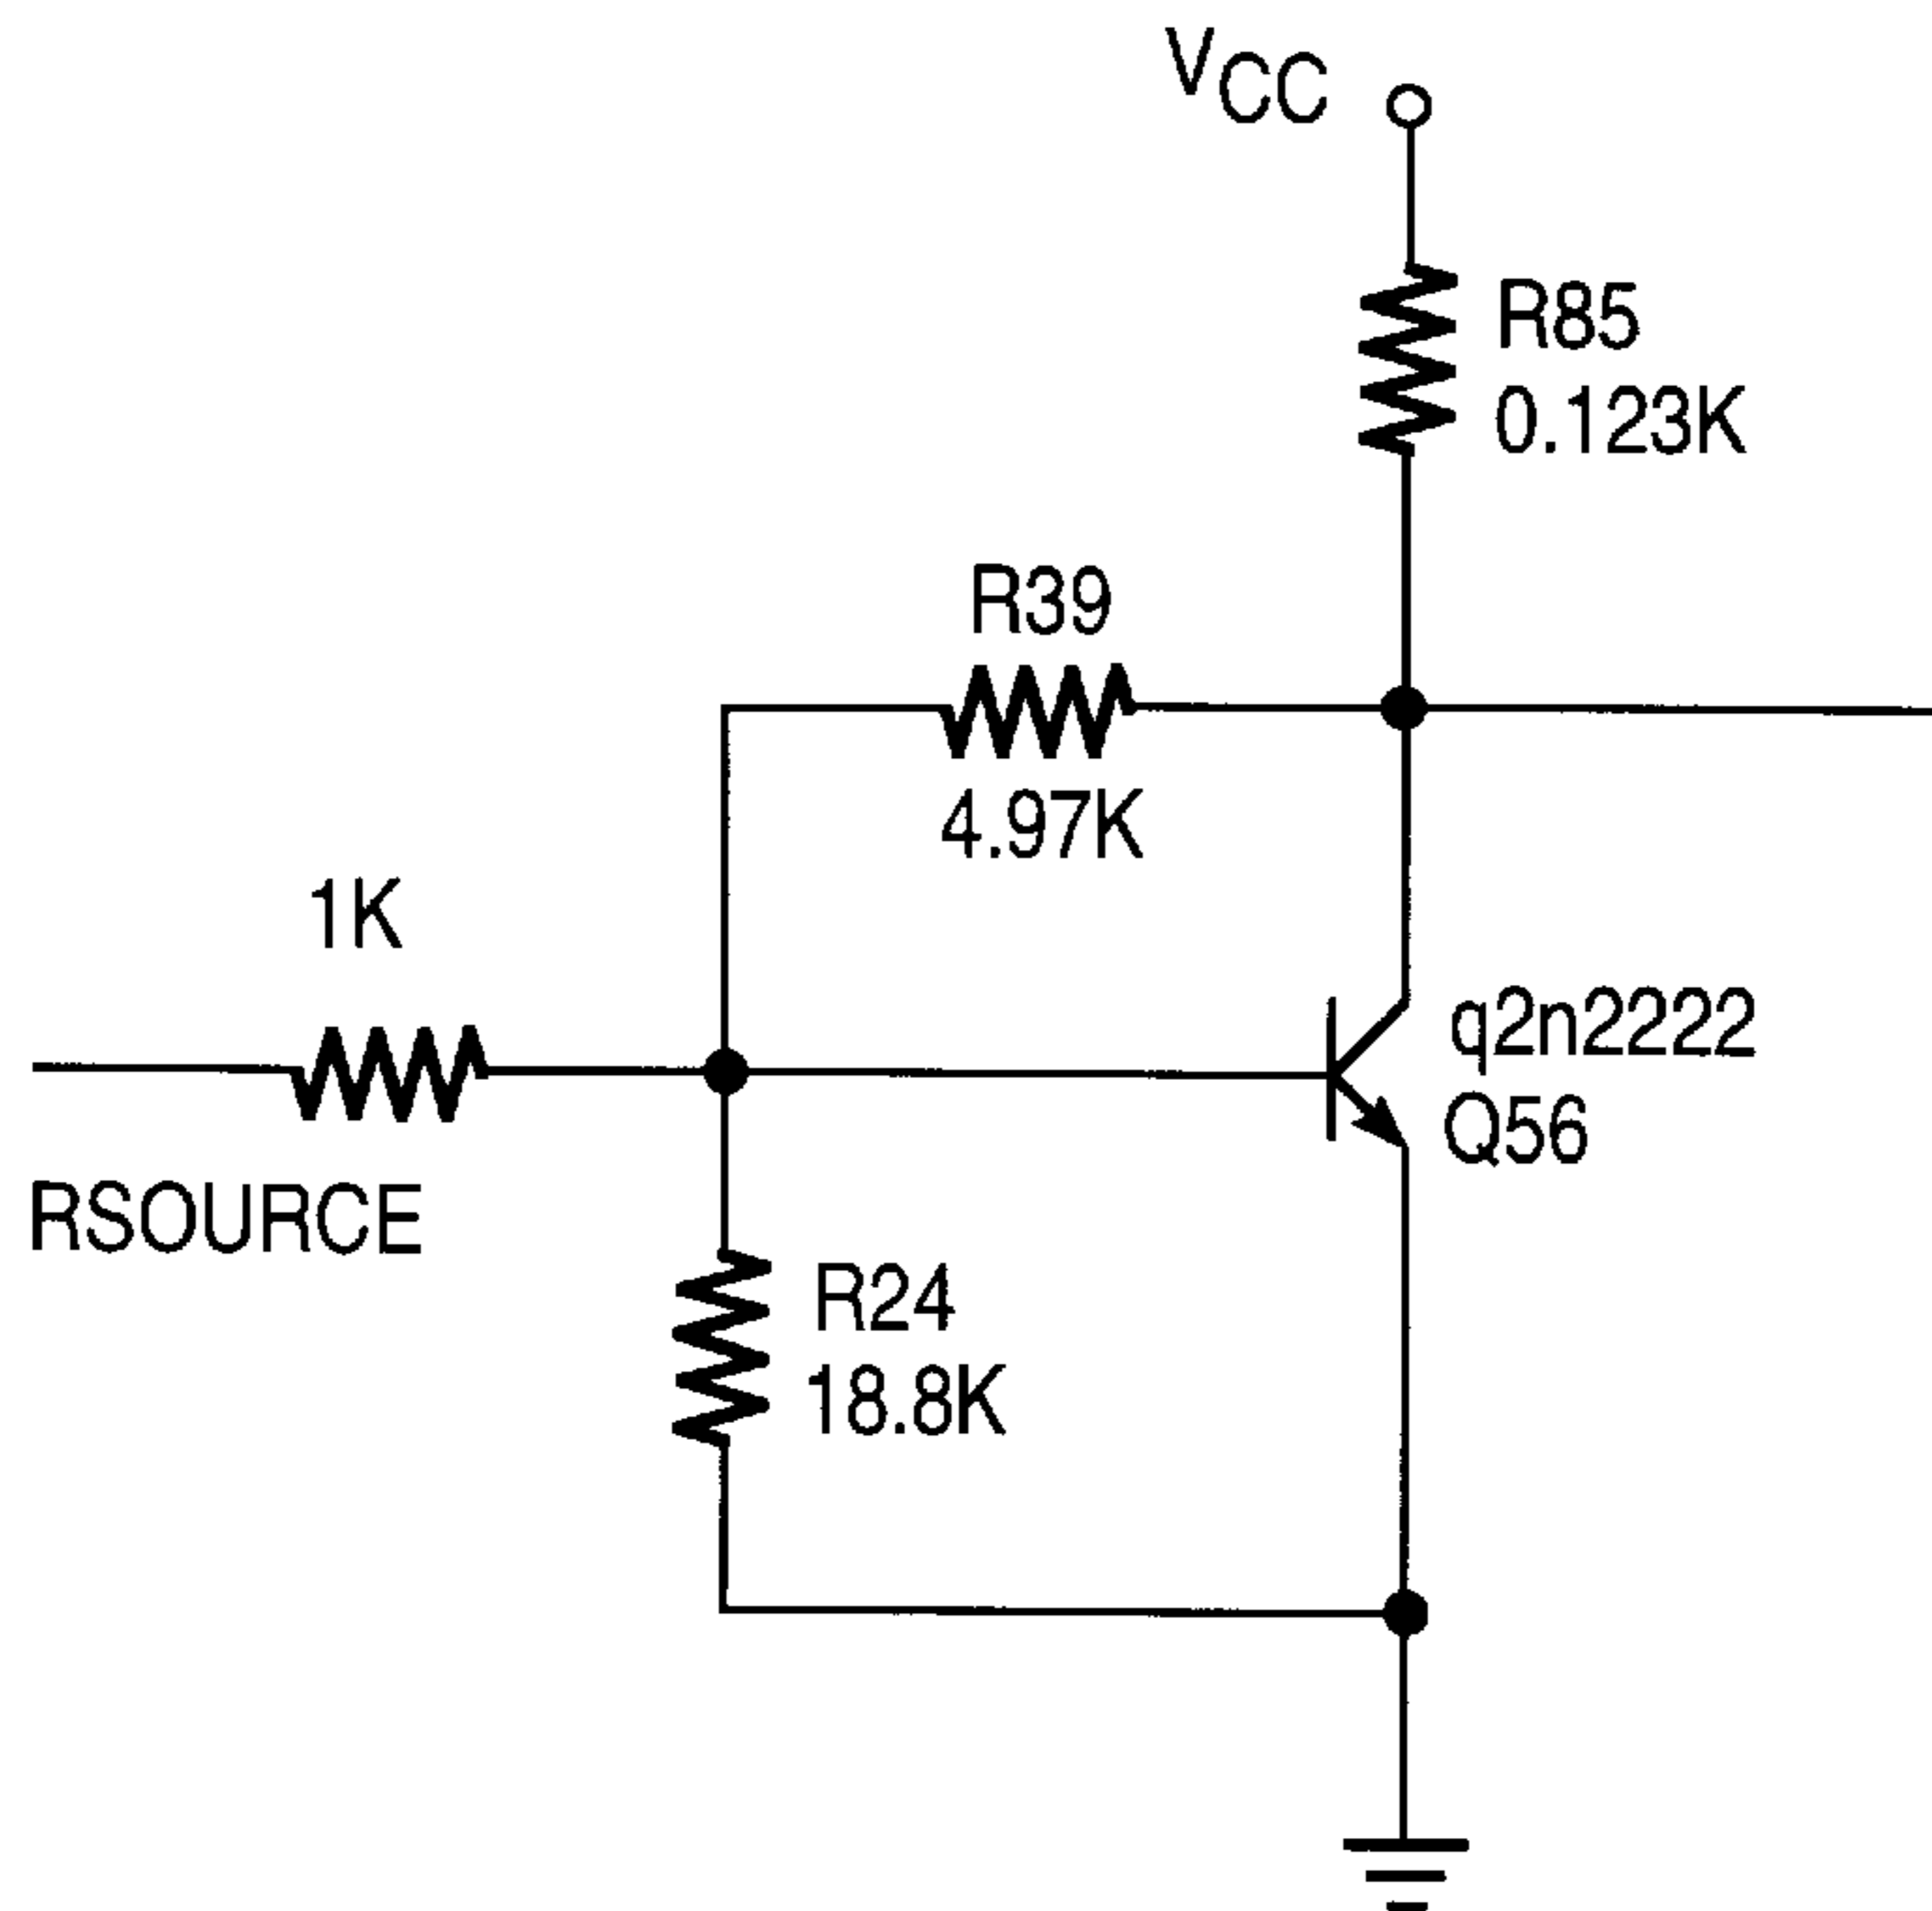 VCC
R85
0.123K
R39
4.97K
1K
q2n2222
Q56
RSOURCE
R24
18.8K